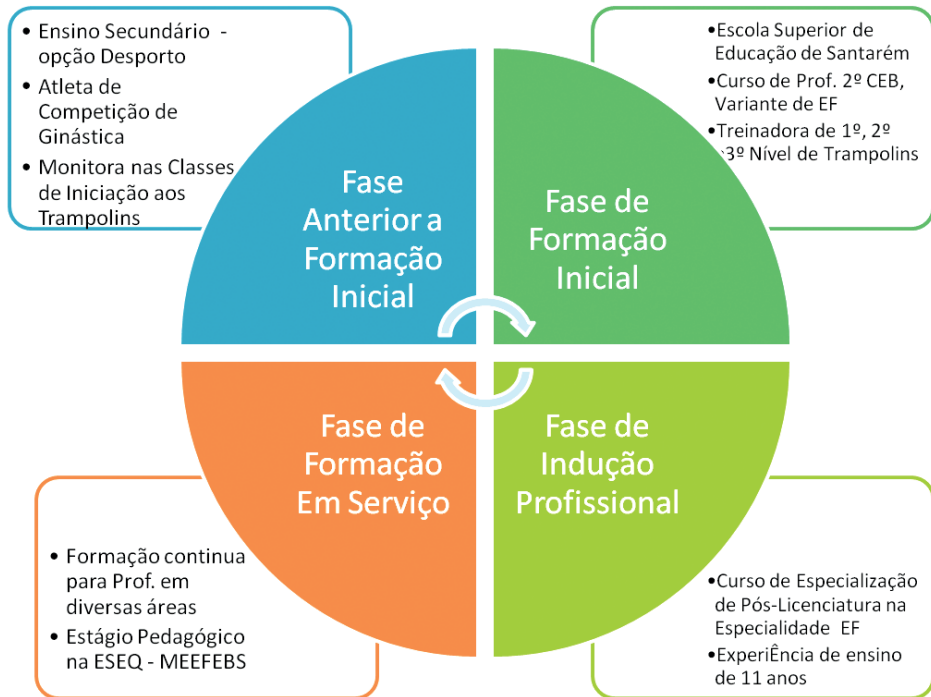 • Ensino Secundário -
opção Desporto
• Atleta de
Competição de
Ginástica
• Monitora nas Classes
de Iniciação aos
Trampolins
•Escola Superior de
Educação de Santarém
•Curso de Prof. 2º CEB,
Variante de EF
•Treinadora de 1º, 2º
3º Nível de Trampolins
Fase
Anterior a
Formação
Inicial
Fase de
Formação
Inicial
Fase de
Formação
Em Serviço
Fase de
Indução
Profissional
• Formação continua
para Prof. em
diversas áreas
• Estágio Pedagógico
na ESEQ - MEEFEBS
•Curso de Especialização
de Pós-Licenciatura na
Especialidade EF
•ExperiÊncia de ensino
de 11 anos